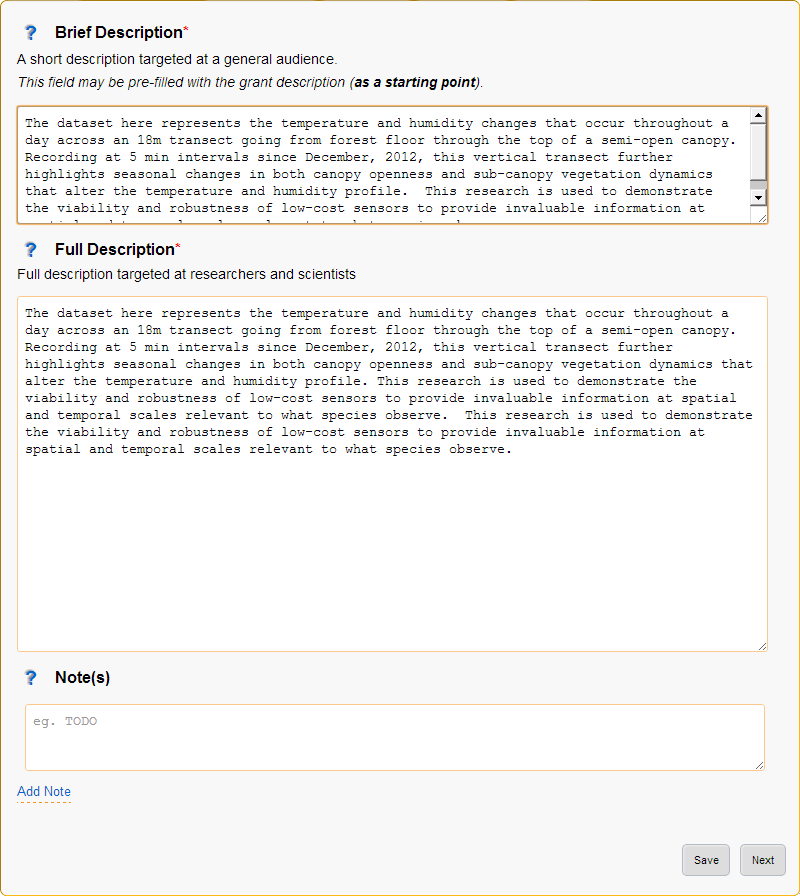 ? Brief Description*
A short description targeted at a general audience.
This field may be pre-filled with the grant description (as a starting point).
The dataset here represents the temperature and humidity changes that occur throughout a
day across an 18m transect going from forest floor through the top of a semi-open canopy.
Recording at 5 min intervals since December, 2012, this vertical transect further
highlights seasonal changes in both canopy openness and sub-canopy vegetation dynamics
that alter the temperature and humidity profile.  This research is used to demonstrate
the viability and robustness of low-cost sensors to provide invaluable information at
? Full Description*
Full description targeted at researchers and scientists
The dataset here represents the temperature and humidity changes that occur throughout a
day across an 18m transect going from forest floor through the top of a semi-open canopy.
Recording at 5 min intervals since December, 2012, this vertical transect further
highlights seasonal changes in both canopy openness and sub-canopy vegetation dynamics that
alter the temperature and humidity profile. This research is used to demonstrate the
viability and robustness of low-cost sensors to provide invaluable information at spatial
and temporal scales relevant to what species observe.  This research is used to demonstrate
the viability and robustness of low-cost sensors to provide invaluable information at
spatial and temporal scales relevant to what species observe.
? Note(s)
eg. TODO
Add Note
Save Next